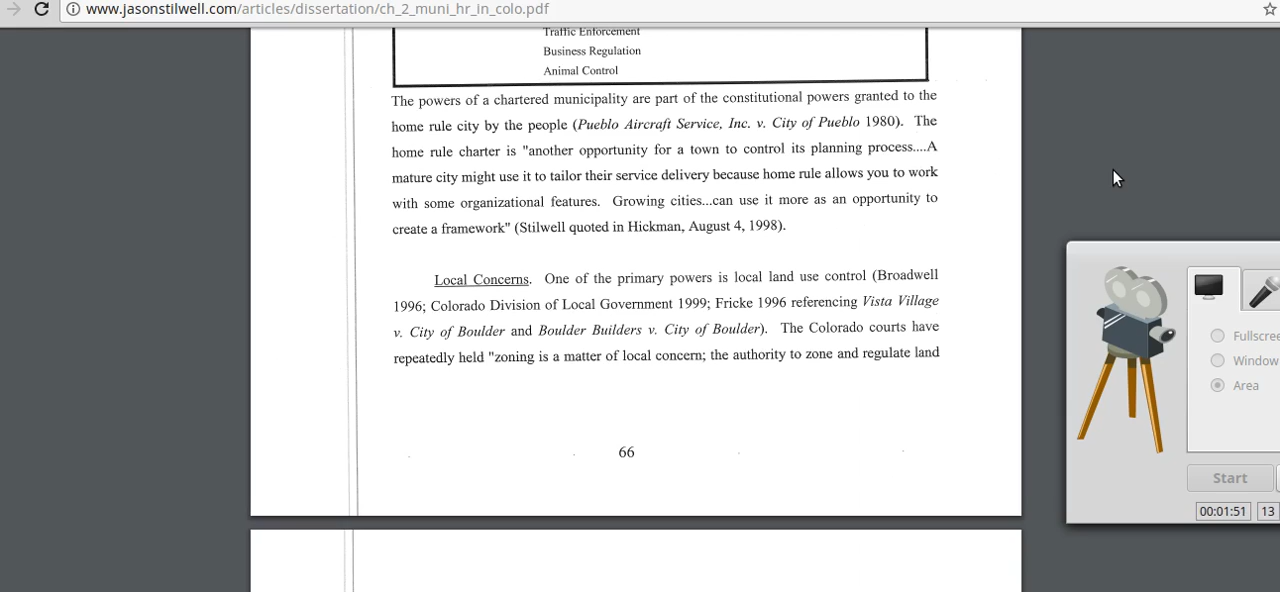 www.jasonstilwell.com/articles/dissertation/ch_2_muni_hr_in_colo.pdf
Traffic Enforcement
Business Regulation
Animal Control
The powers of a chartered municipality are part of the constitutional powers granted to the
home rule city by the people (Pueblo Aircraft Service, Inc. v. City of Pueblo 1980). The
home rule charter is "another opportunity for a town to control its planning process....A
mature city might use it to tailor their service delivery because home rule allows you to work
with some organizational features. Growing cities...can use it more as an opportunity to
create a framework" (Stilwell quoted in Hickman, August 4, 1998).
Local Concerns. One of the primary powers is local land use control (Broadwell
1996; Colorado Division of Local Government 1999; Fricke 1996 referencing Vista Village
v. City of Boulder and Boulder Builders v. City of Boulder). The Colorado courts have
repeatedly held "zoning is a matter of local concern; the authority to zone and regulate land
66
Fullscree
Window
Area
Start
00:01:51 13